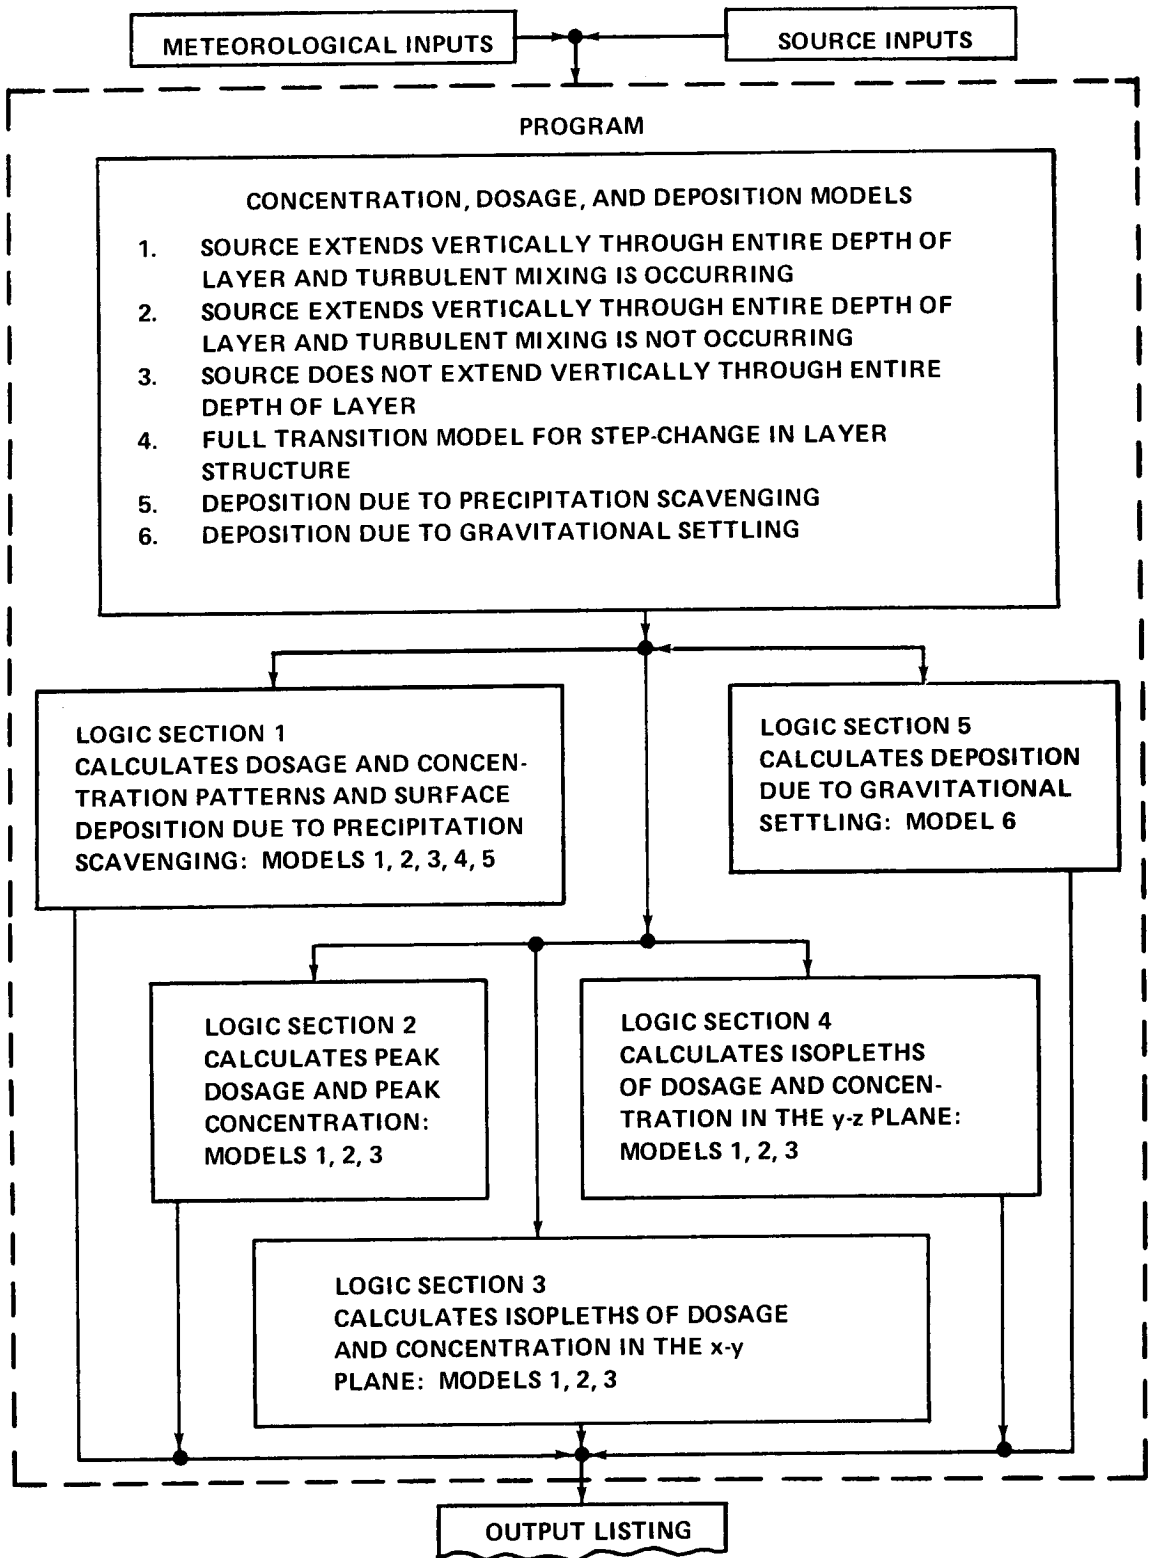 METEOROLOGICAL INPUTS
SOURCE INPUTS
PROGRAM
CONCENTRATION, DOSAGE, AND DEPOSITION MODELS
1. SOURCE EXTENDS VERTICALLY THROUGH ENTIRE DEPTH OF
LAYER AND TURBULENT MIXING IS OCCURRING
2. SOURCE EXTENDS VERTICALLY THROUGH ENTIRE DEPTH OF
LAYER AND TURBULENT MIXING IS NOT OCCURRING
3. SOURCE DOES NOT EXTEND VERTICALLY THROUGH ENTIRE
DEPTH OF LAYER
4. FULL TRANSITION MODEL FOR STEP-CHANGE IN LAYER
STRUCTURE
5. DEPOSITION DUE TO PRECIPITATION SCAVENGING
6. DEPOSITION DUE TO GRAVITATIONAL SETTLING
LOGIC SECTION 1
CALCULATES DOSAGE AND CONCEN-
TRATION PATTERNS AND SURFACE
DEPOSITION DUE TO PRECIPITATION
SCAVENGING: MODELS 1, 2, 3, 4, 5
LOGIC SECTION 5
CALCULATES DEPOSITION
DUE TO GRAVITATIONAL
SETTLING: MODEL 6
LOGIC SECTION 2
CALCULATES PEAK
DOSAGE AND PEAK
CONCENTRATION:
MODELS 1, 2, 3
LOGIC SECTION 4
CALCULATES ISOPLETHS
OF DOSAGE AND CONCEN-
TRATION IN THE y-z PLANE:
MODELS 1, 2, 3
LOGIC SECTION 3
CALCULATES ISOPLETHS OF DOSAGE
AND CONCENTRATION IN THE x-y
PLANE: MODELS 1, 2, 3
OUTPUT LISTING